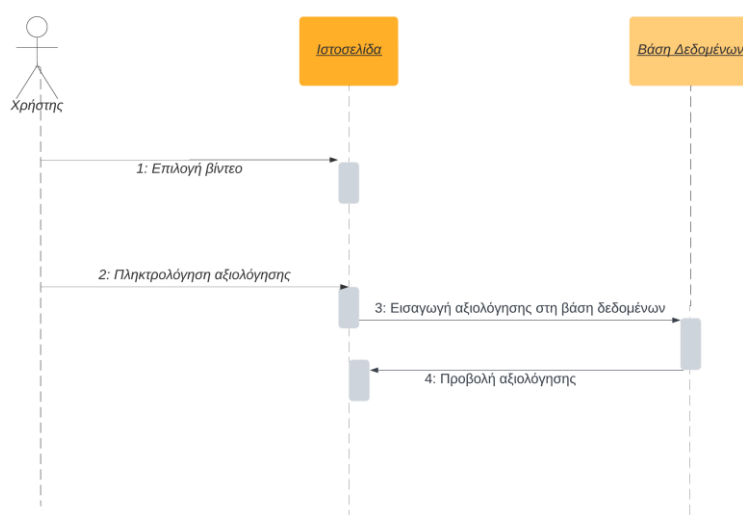 Ιστοσελίδα
Βάση Δεδομένων
Χρήστης
1: Επιλογή βίντεο
2: Πληκτρολόγηση αξιολόγησης
3: Εισαγωγή αξιολόγησης στη βάση δεδομένων
4: Προβολή αξιολόγησης